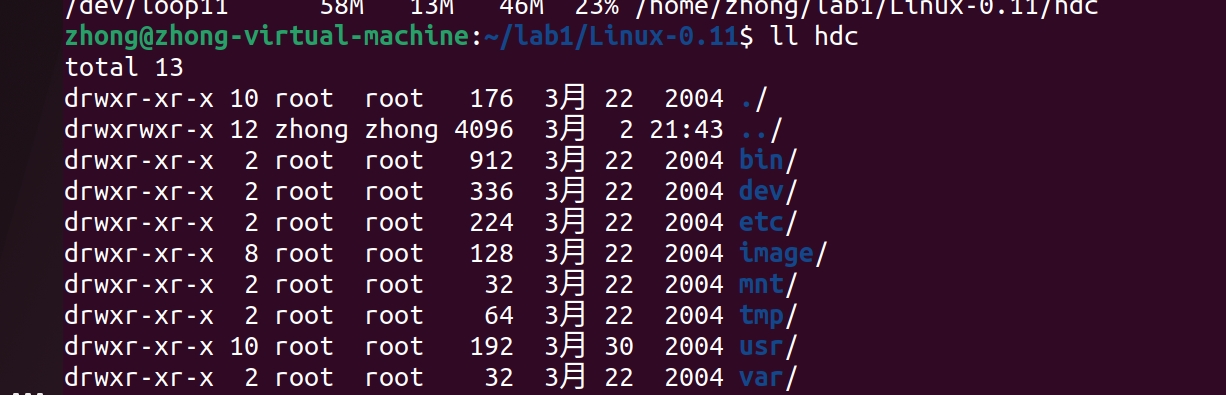 /dev/loop11      58M   13M   46M  23% /home/zhong/lab1/Linux-0.11/hdc
zhong@zhong-virtual-machine:~/lab1/Linux-0.11$ ll hdc
total 13
drwxr-xr-x 10 root  root   176  3月 22  2004 ./
drwxrwxr-x 12 zhong zhong 4096  3月  2 21:43 ../
drwxr-xr-x  2 root  root   912  3月 22  2004 bin/
drwxr-xr-x  2 root  root   336  3月 22  2004 dev/
drwxr-xr-x  2 root  root   224  3月 22  2004 etc/
drwxr-xr-x  8 root  root   128  3月 22  2004 image/
drwxr-xr-x  2 root  root    32  3月 22  2004 mnt/
drwxr-xr-x  2 root  root    64  3月 22  2004 tmp/
drwxr-xr-x 10 root  root   192  3月 30  2004 usr/
drwxr-xr-x  2 root  root    32  3月 22  2004 var/